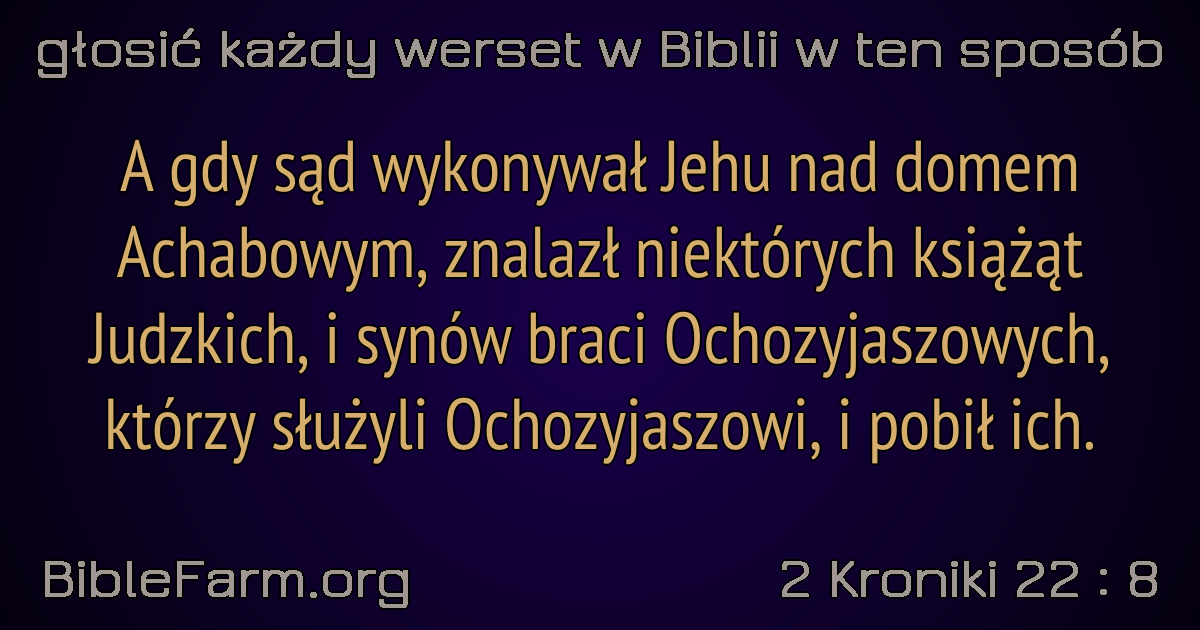 głosić każdy werset w Biblii w ten sposób
A gdy sąd wykonywał Jehu nad domem
Achabowym, znalazł niektórych książąt
Judzkich, i synów braci Ochozyjaszowych,
którzy służyli Ochozyjaszowi, i pobił ich.
BibleFarm.org
2 Kroniki 22 : 8